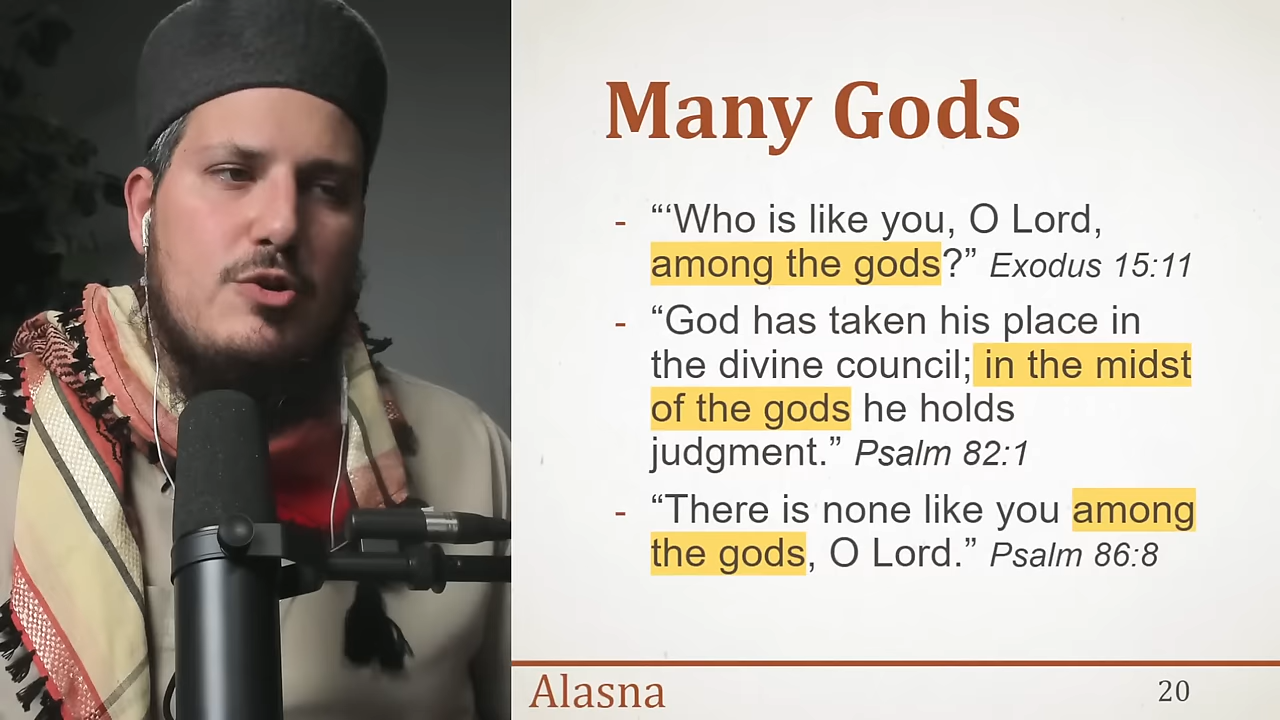 Many Gods
- “‘Who is like you, O Lord,
among the gods?” Exodus 15:11
- “God has taken his place in
the divine council; in the midst
of the gods he holds
judgment.” Psalm 82:1
- “There is none like you among
the gods, O Lord.” Psalm 86:8
Alasna
20